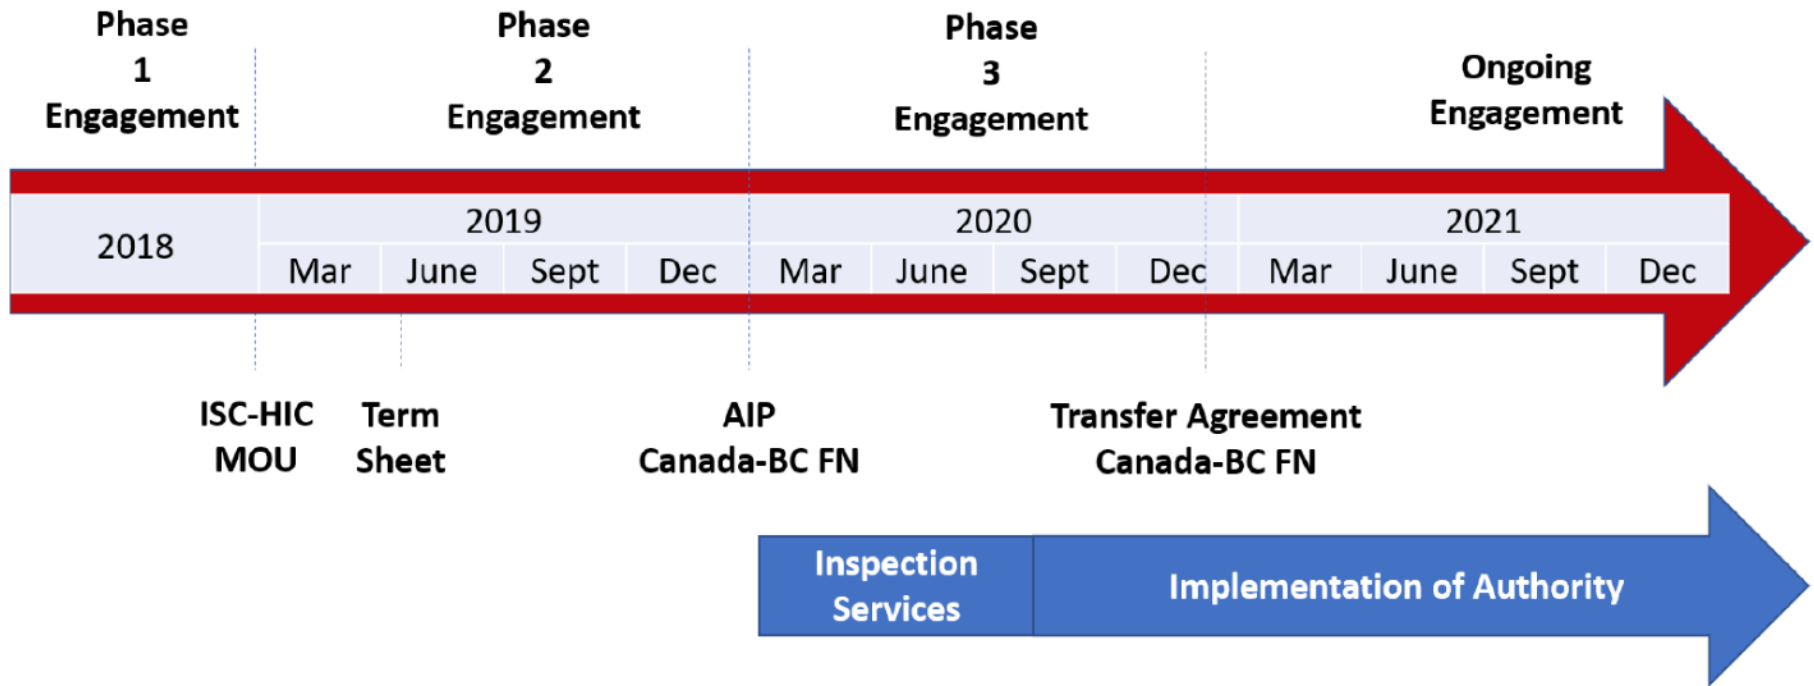 Phase
1
Engagement
Phase
2
Engagement
Phase
3
Engagement
Ongoing
Engagement
2018
2019
2020
2021
Mar June Sept Dec Mar June Sept Dec Mar June Sept Dec
ISC-HIC
MOU
Term
Sheet
AIP
Canada-BC FN
Transfer Agreement
Canada-BC FN
Inspection
Services
Implementation of Authority